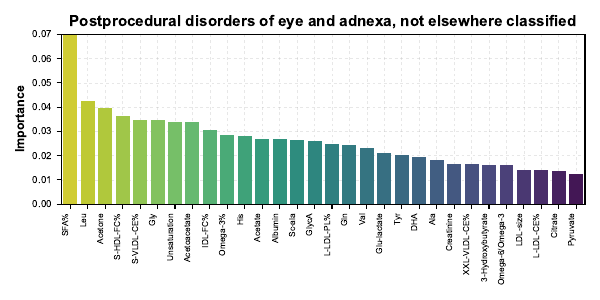 Postprocedural disorders of eye and adnexa, not elsewhere classified
Importance
0.07
0.06
0.05
0.04
0.03
0.02
0.01
0.00
SFA%
Leu
Acetone
S-HDL-FC%
S-VLDL-CE%
Gly
Unsaturation
Acetoacetate
IDL-FC%
Omega-3%
His
Acetate
Albumin
Sc-ala
GlycA
L-LDL-PL%
Gln
Val
Glu-lactate
Tyr
DHA
Ala
Creatinine
XXL-VLDL-CE%
3-Hydroxybutyrate
Omega-6/Omega-3
LDL-size
L-LDL-CE%
Citrate
Pyruvate